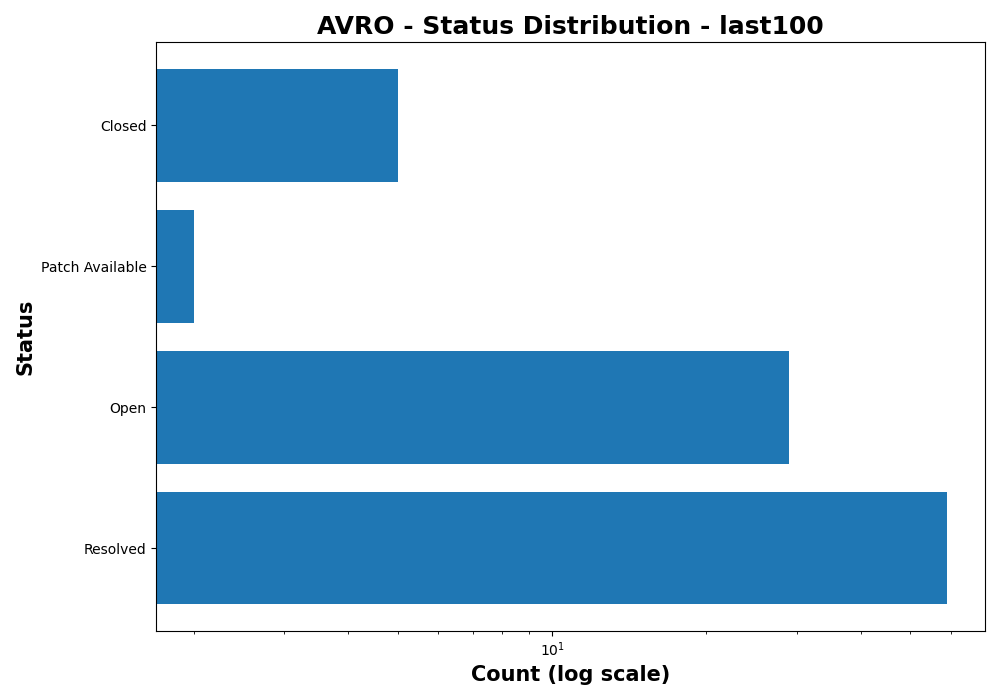 AVRO - Status Distribution - last100
Closed
Patch Available
Open
Resolved
Status
10¹
Count (log scale)